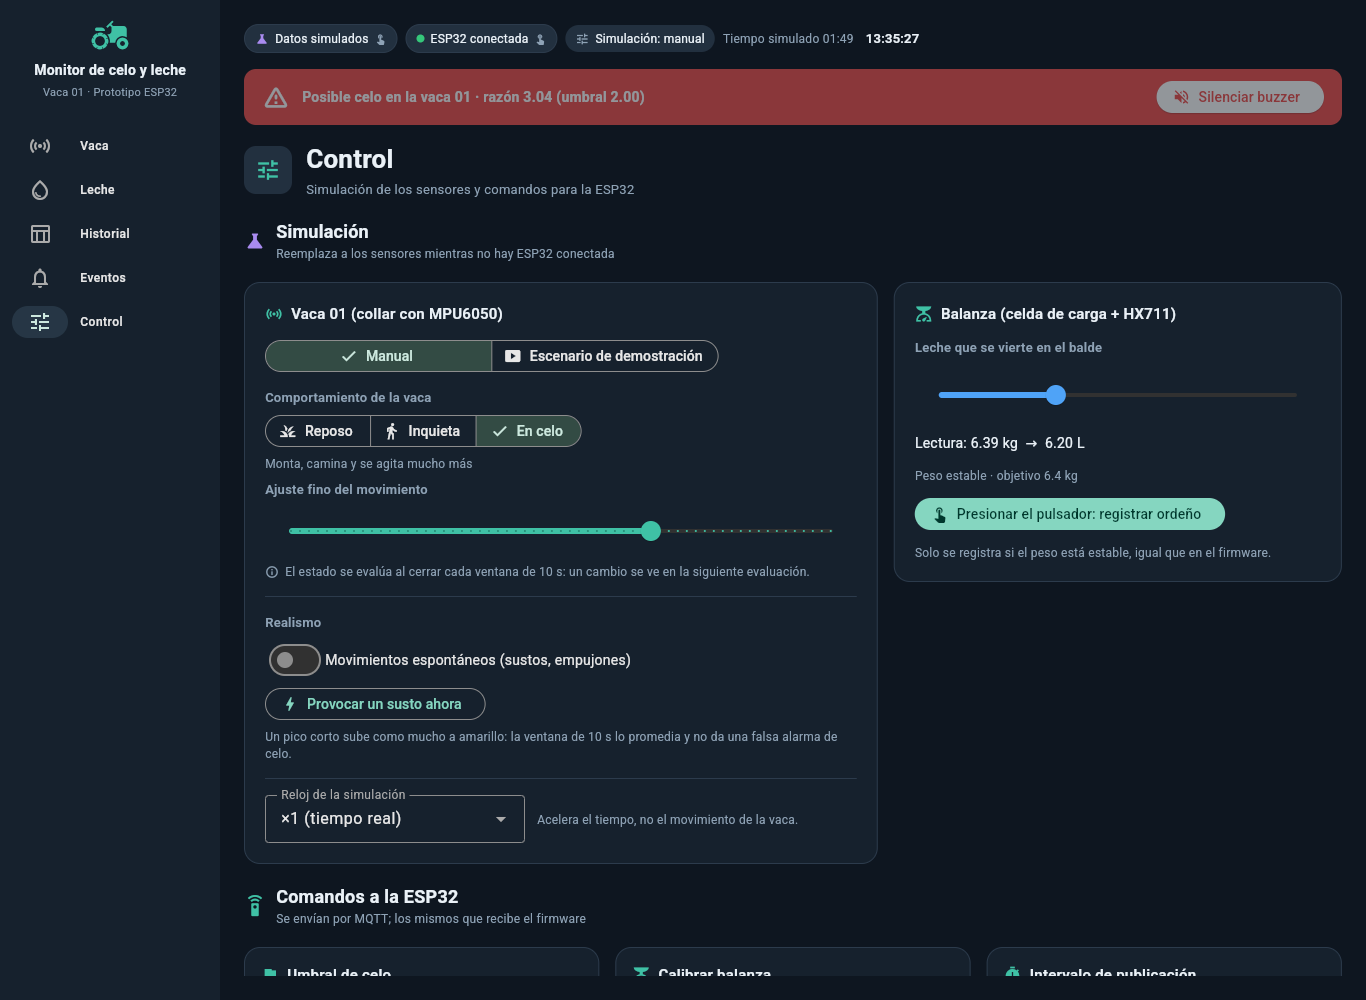 Monitor de celo y leche
Vaca 01 · Prototipo ESP32
Vaca
Leche
Historial
Eventos
Control
Datos simulados
ESP32 conectada
Simulación: manual
Tiempo simulado 01:49
13:35:27
Posible celo en la vaca 01 · razón 3.04 (umbral 2.00)
Silenciar buzzer
Control
Simulación de los sensores y comandos para la ESP32
Simulación
Reemplaza a los sensores mientras no hay ESP32 conectada
Vaca 01 (collar con MPU6050)
Manual
Escenario de demostración
Comportamiento de la vaca
Reposo
Inquieta
En celo
Monta, camina y se agita mucho más
Ajuste fino del movimiento
El estado se evalúa al cerrar cada ventana de 10 s: un cambio se ve en la siguiente evaluación.
Realismo
Movimientos espontáneos (sustos, empujones)
Provocar un susto ahora
Un pico corto sube como mucho a amarillo: la ventana de 10 s lo promedia y no da una falsa alarma de
celo.
Reloj de la simulación
×1 (tiempo real)
Acelera el tiempo, no el movimiento de la vaca.
Balanza (celda de carga + HX711)
Leche que se vierte en el balde
Lectura: 6.39 kg → 6.20 L
Peso estable · objetivo 6.4 kg
Presionar el pulsador: registrar ordeño
Solo se registra si el peso está estable, igual que en el firmware.
Comandos a la ESP32
Se envían por MQTT; los mismos que recibe el firmware
Umbral de celo
Calibrar balanza
Intervalo de publicación